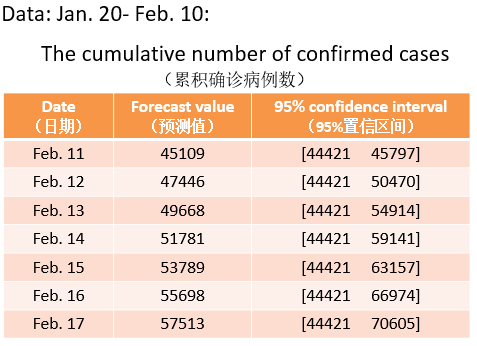 Data: Jan. 20- Feb. 10:
The cumulative number of confirmed cases
（累积确诊病例数）
Date Forecast value 95% confidence interval
（日期） （预测值） （95%置信区间）
Feb. 11 45109 [44421 45797]
Feb. 12 47446 [44421 50470]
Feb. 13 49668 [44421 54914]
Feb. 14 51781 [44421 59141]
Feb. 15 53789 [44421 63157]
Feb. 16 55698 [44421 66974]
Feb. 17 57513 [44421 70605]